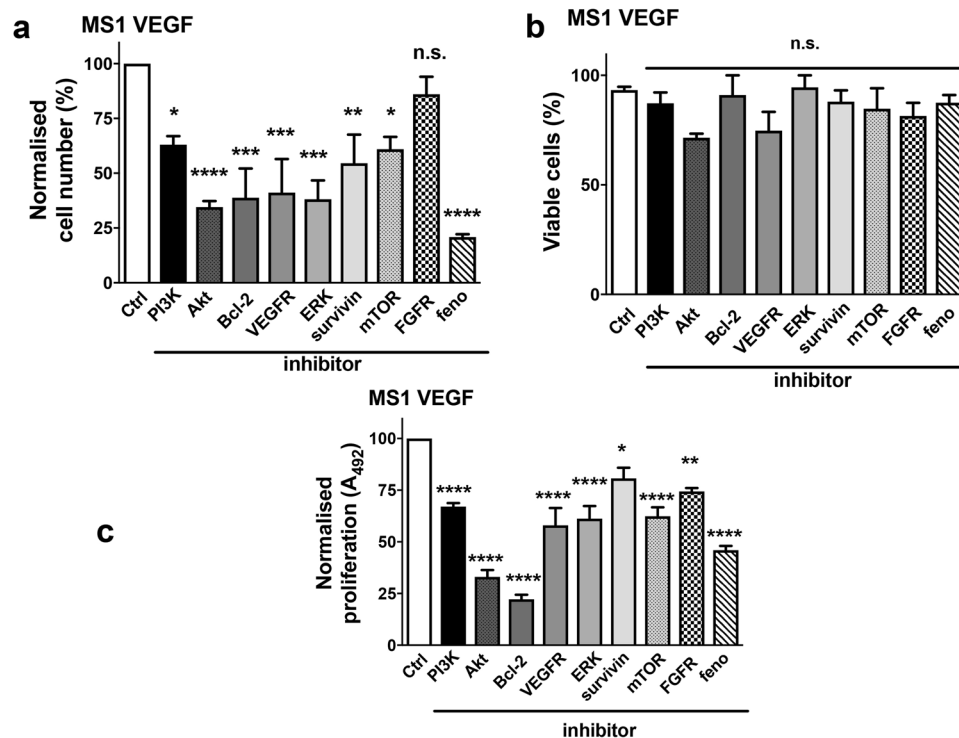 a
MS1 VEGF
Normalised
cell number (%)
100
75
50
25
0
*
****
***
***
***
**
*
n.s.
****
Ctrl
PI3K
Akt
Bcl-2
VEGFR
ERK
survivin
mTOR
FGFR
feno
inhibitor
b
MS1 VEGF
n.s.
Viable cells (%)
100
50
0
Ctrl
PI3K
Akt
Bcl-2
VEGFR
ERK
survivin
mTOR
FGFR
feno
inhibitor
c
MS1 VEGF
Normalised
proliferation (A492)
100
75
50
25
0
****
****
****
****
****
*
****
**
****
Ctrl
PI3K
Akt
Bcl-2
VEGFR
ERK
survivin
mTOR
FGFR
feno
inhibitor